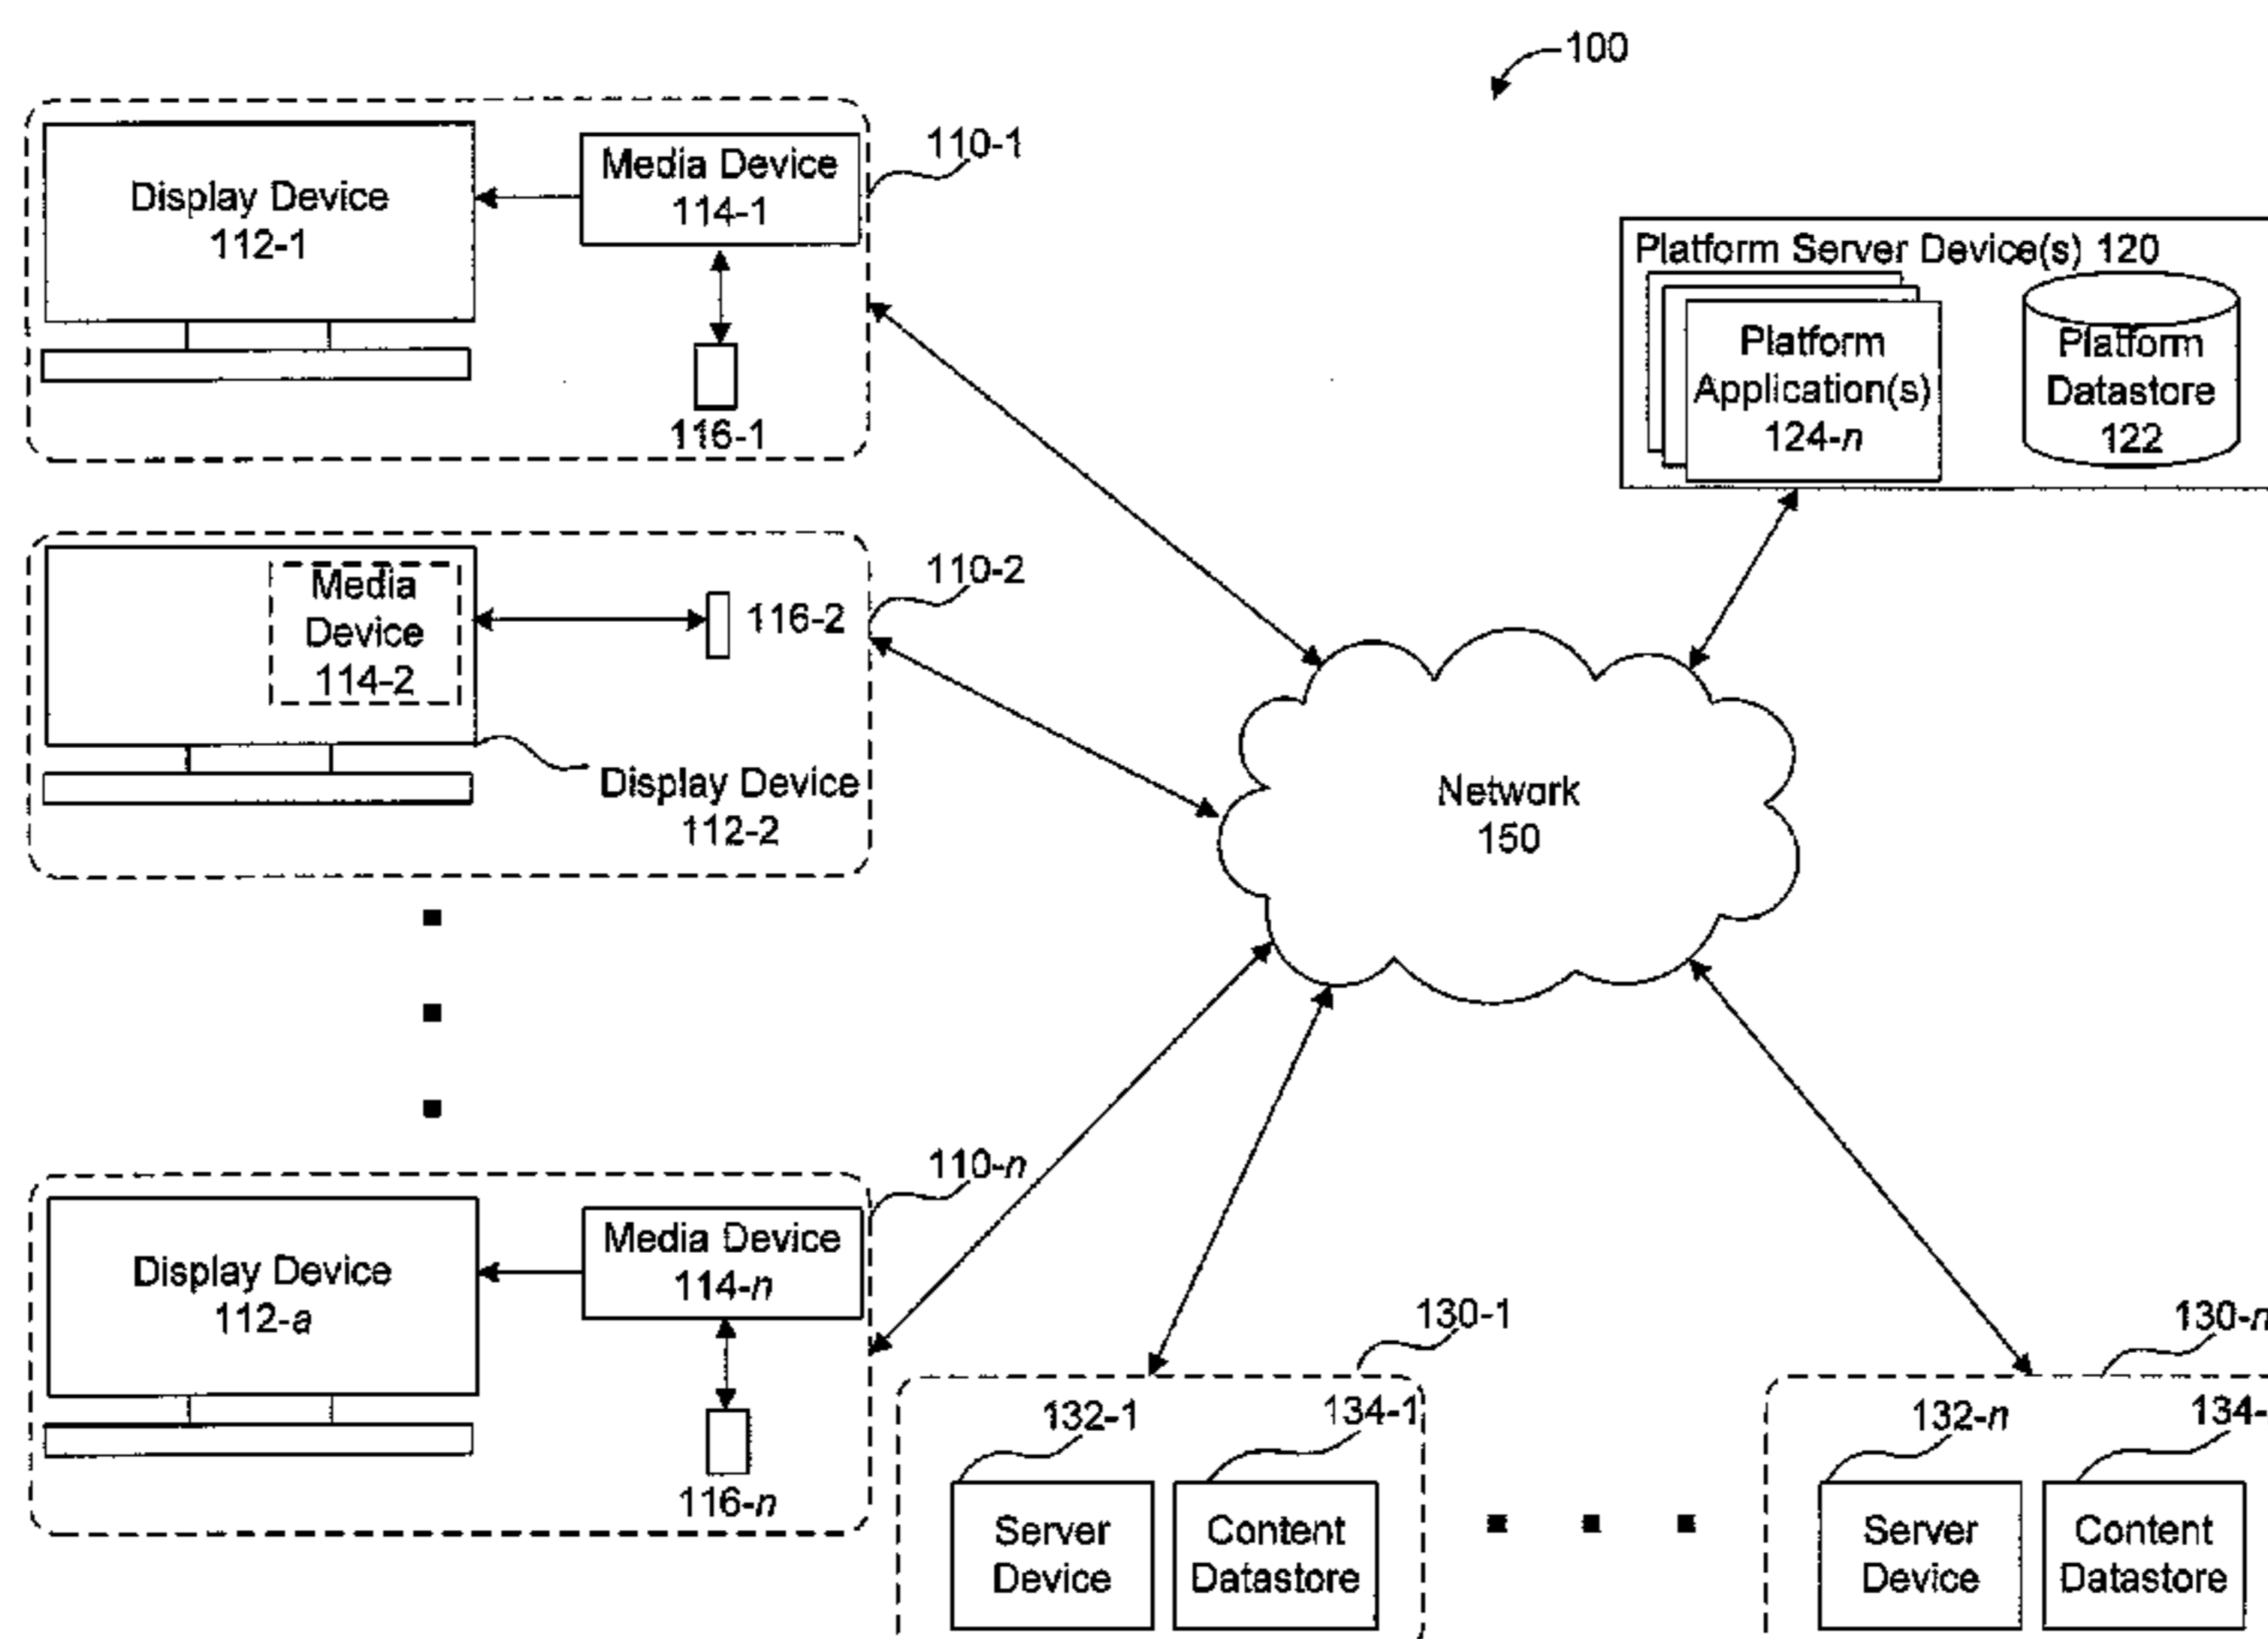 100
110-1
Display Device
112-1
Media Device
114-1
116-1
Platform Server Device(s) 120
Platform
Application(s)
124-n
Platform
Datastore
122
110-2
Media
Device
114-2
116-2
Display Device
112-2
Network
150
110-n
Display Device
112-a
Media Device
114-n
116-n
130-1
132-1
134-1
Server
Device
Content
Datastore
130-n
132-n
134-
Server
Device
Content
Datastore